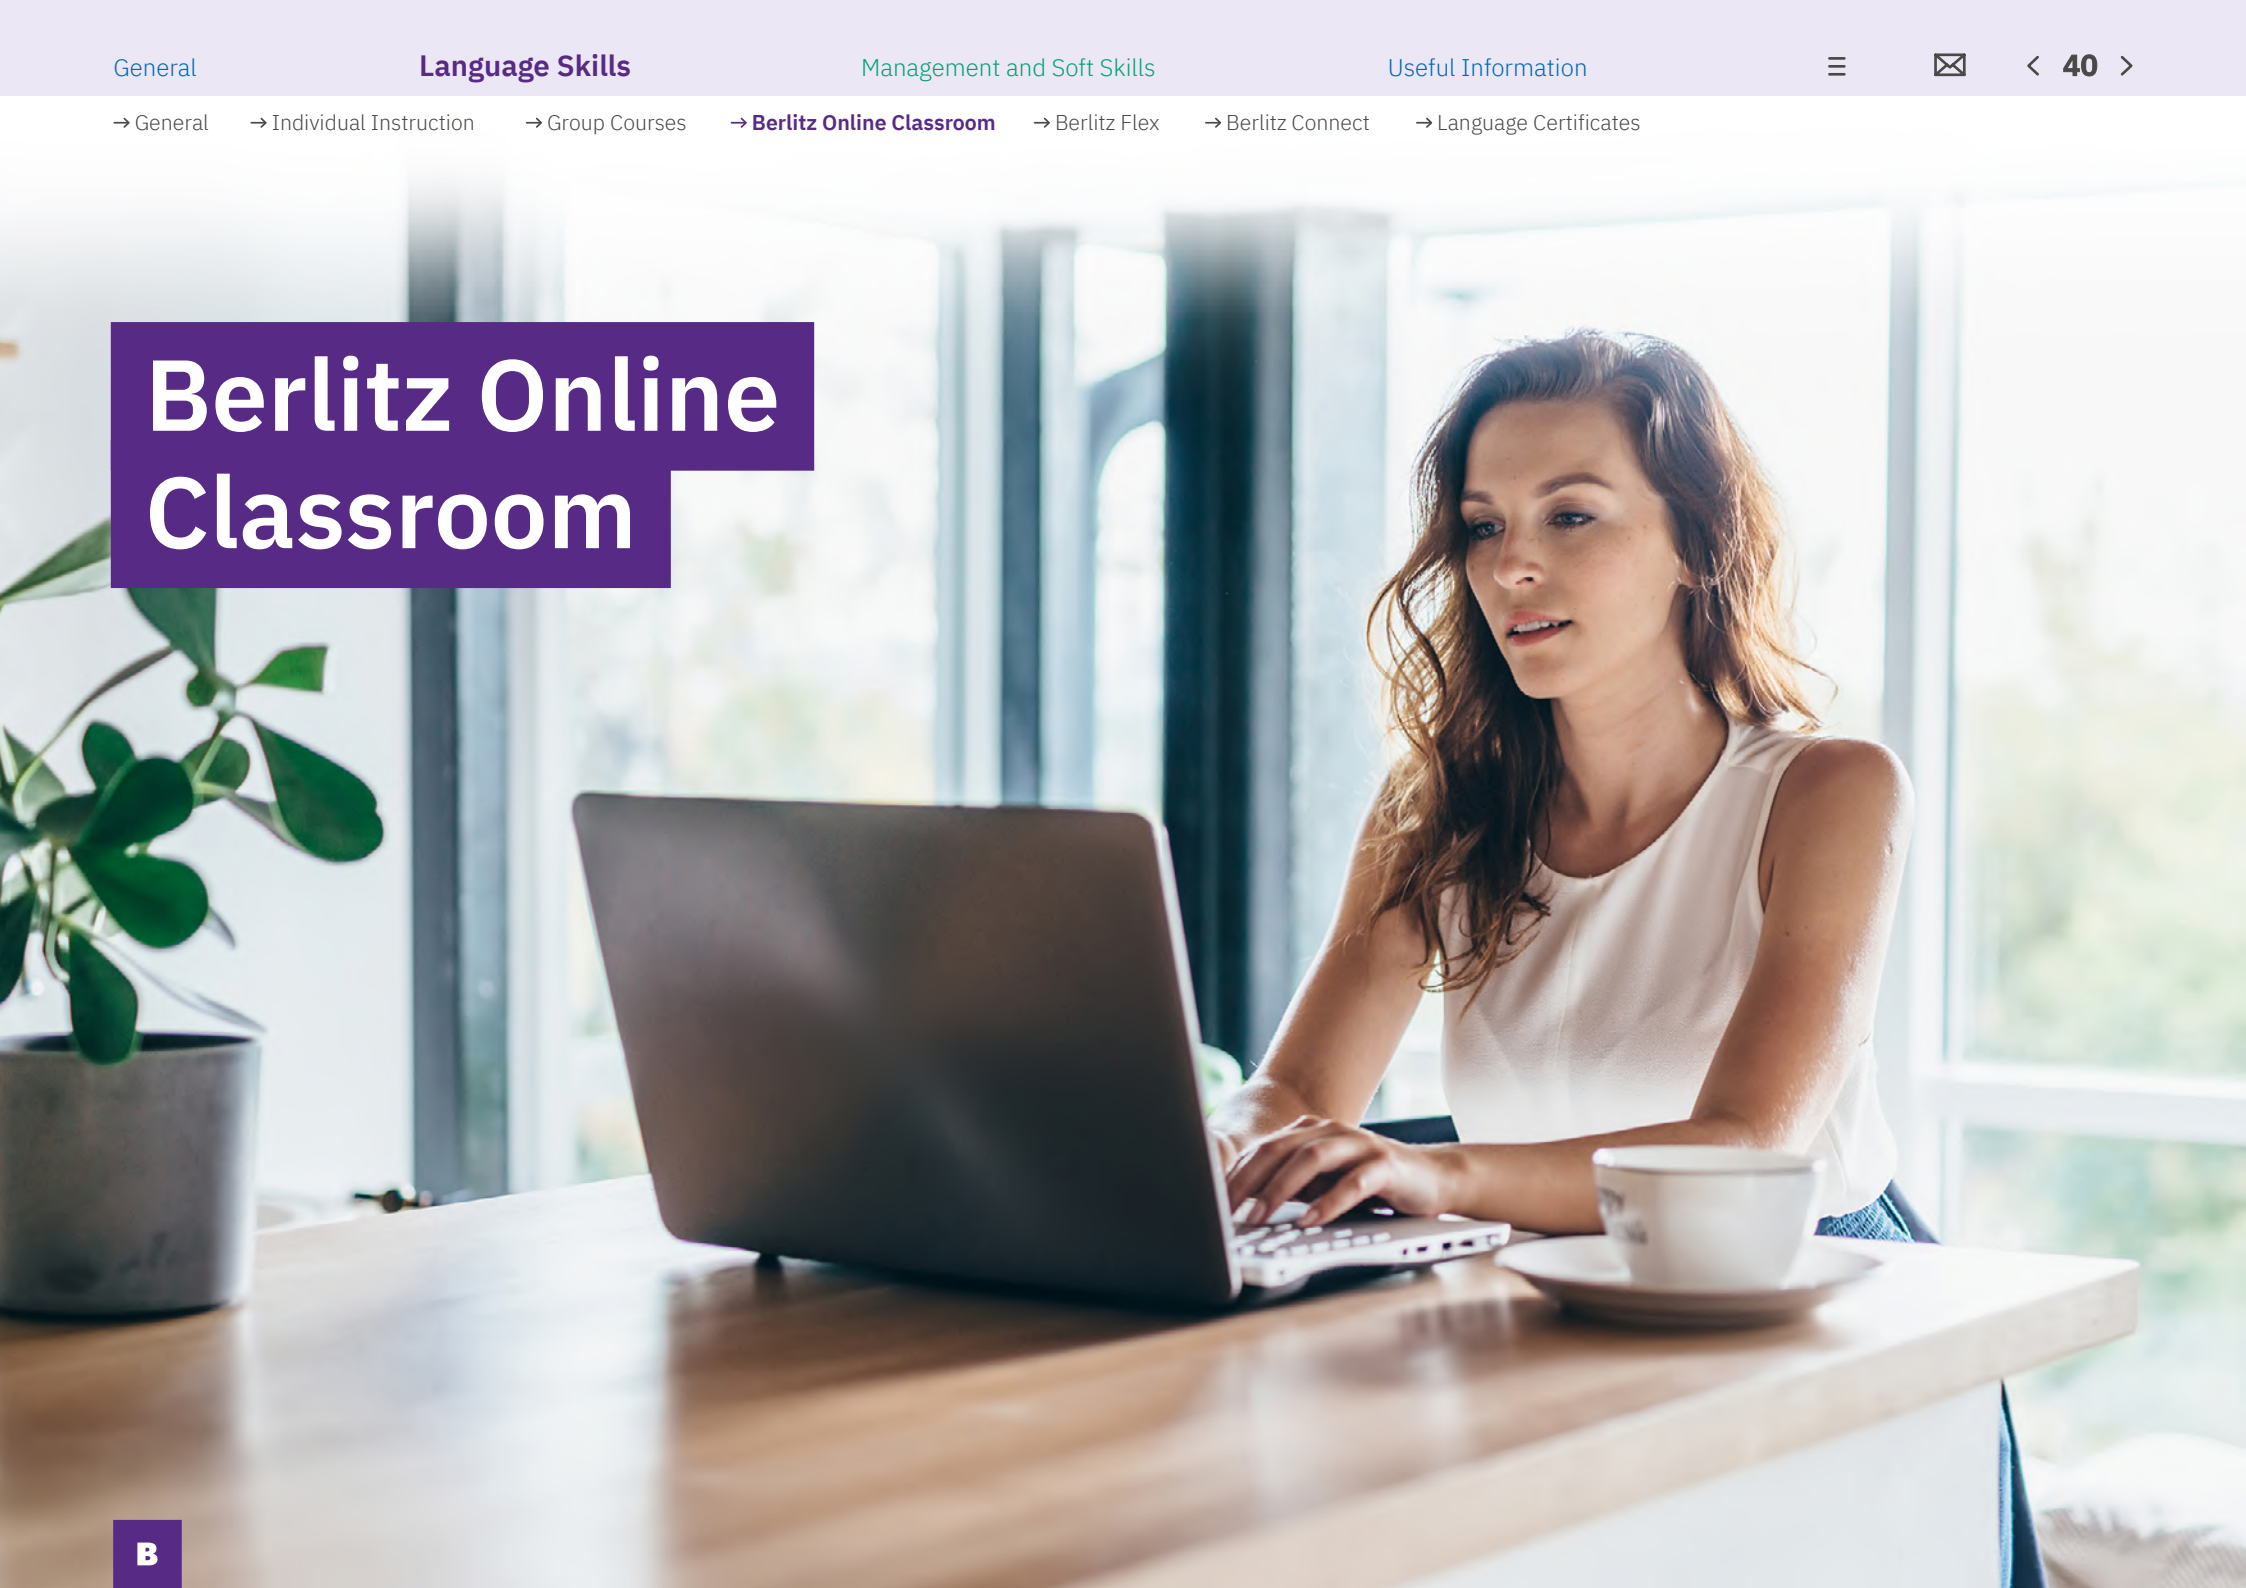 General
Language Skills
Management and Soft Skills
Useful Information
40
→ General
→ Individual Instruction
→ Group Courses
→ Berlitz Online Classroom
→ Berlitz Flex
→ Berlitz Connect
→ Language Certificates
Berlitz Online
Classroom
B